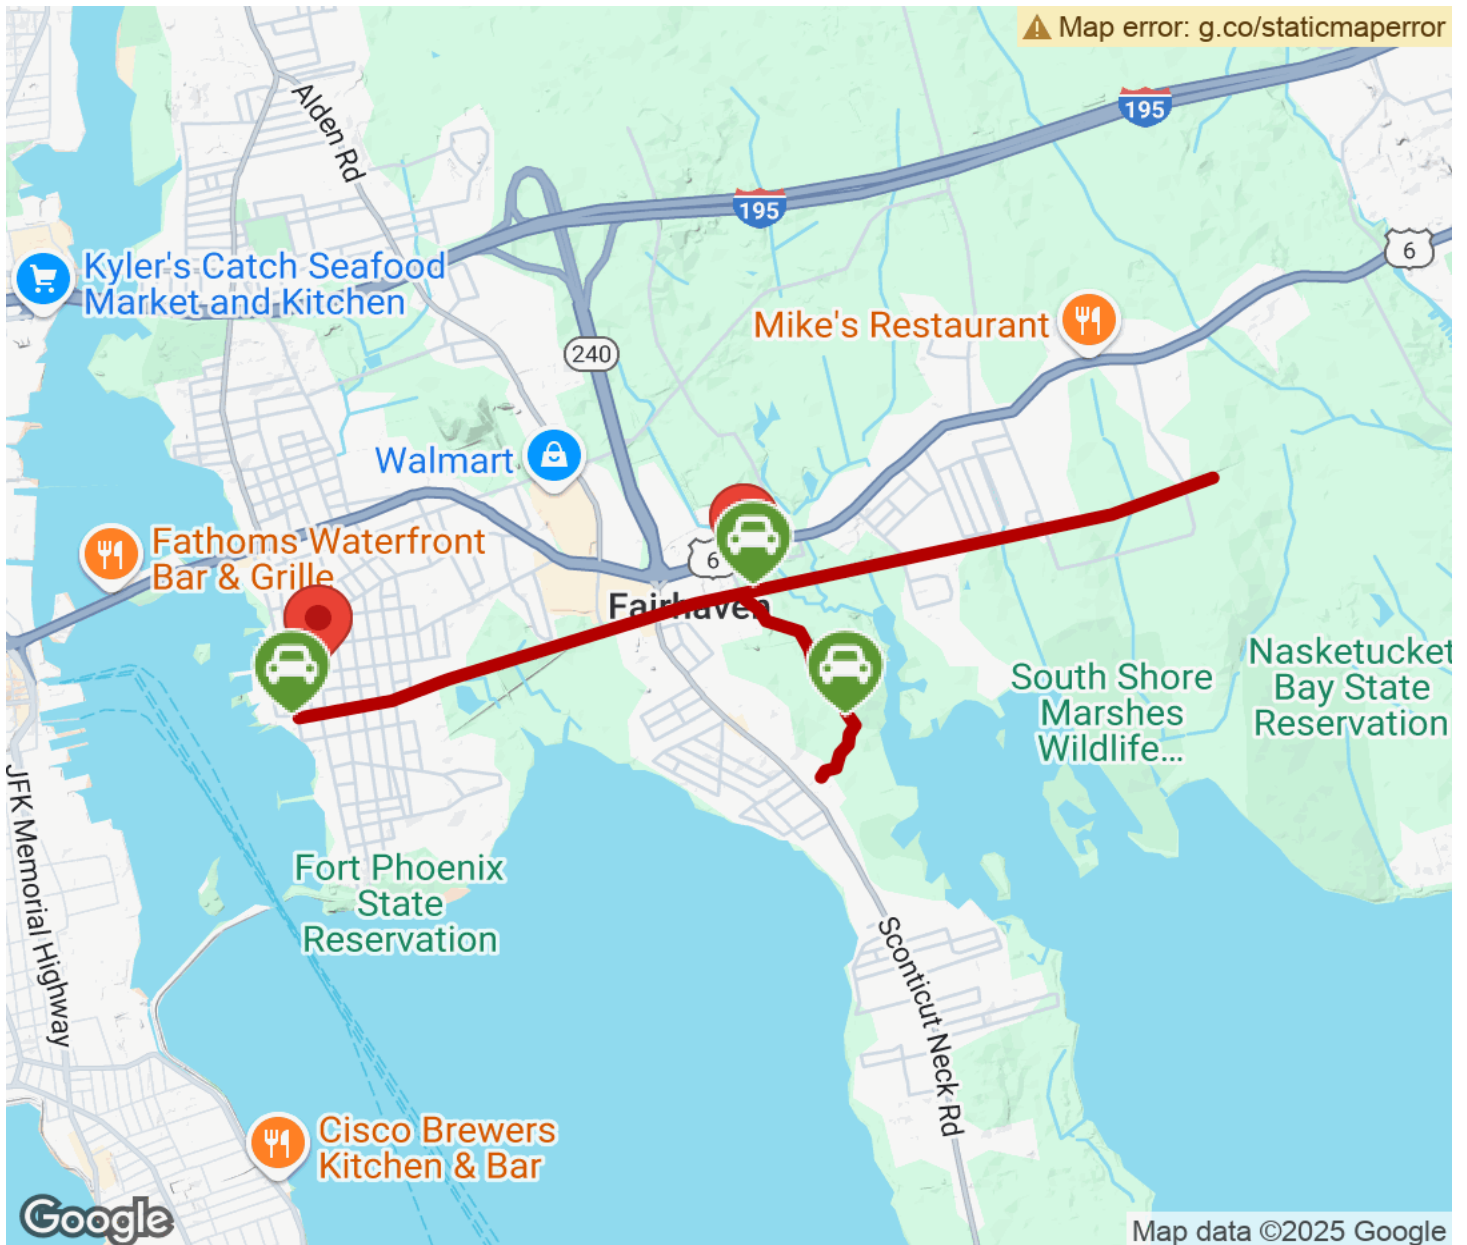 Map error: g.co/staticmaperror
Alden Rd
195
195
6
Kyler's Catch Seafood
Market and Kitchen
Mike's Restaurant
240
Walmart
Fathoms Waterfront
Bar & Grille
6
Fairhaven
South Shore
Marshes
Wildlife...
Nasketucket
Bay State
Reservation
JFK Memorial Highway
Fort Phoenix
State
Reservation
Sconticut Neck Rd
Cisco Brewers
Kitchen & Bar
Google
Map data ©2025 Google